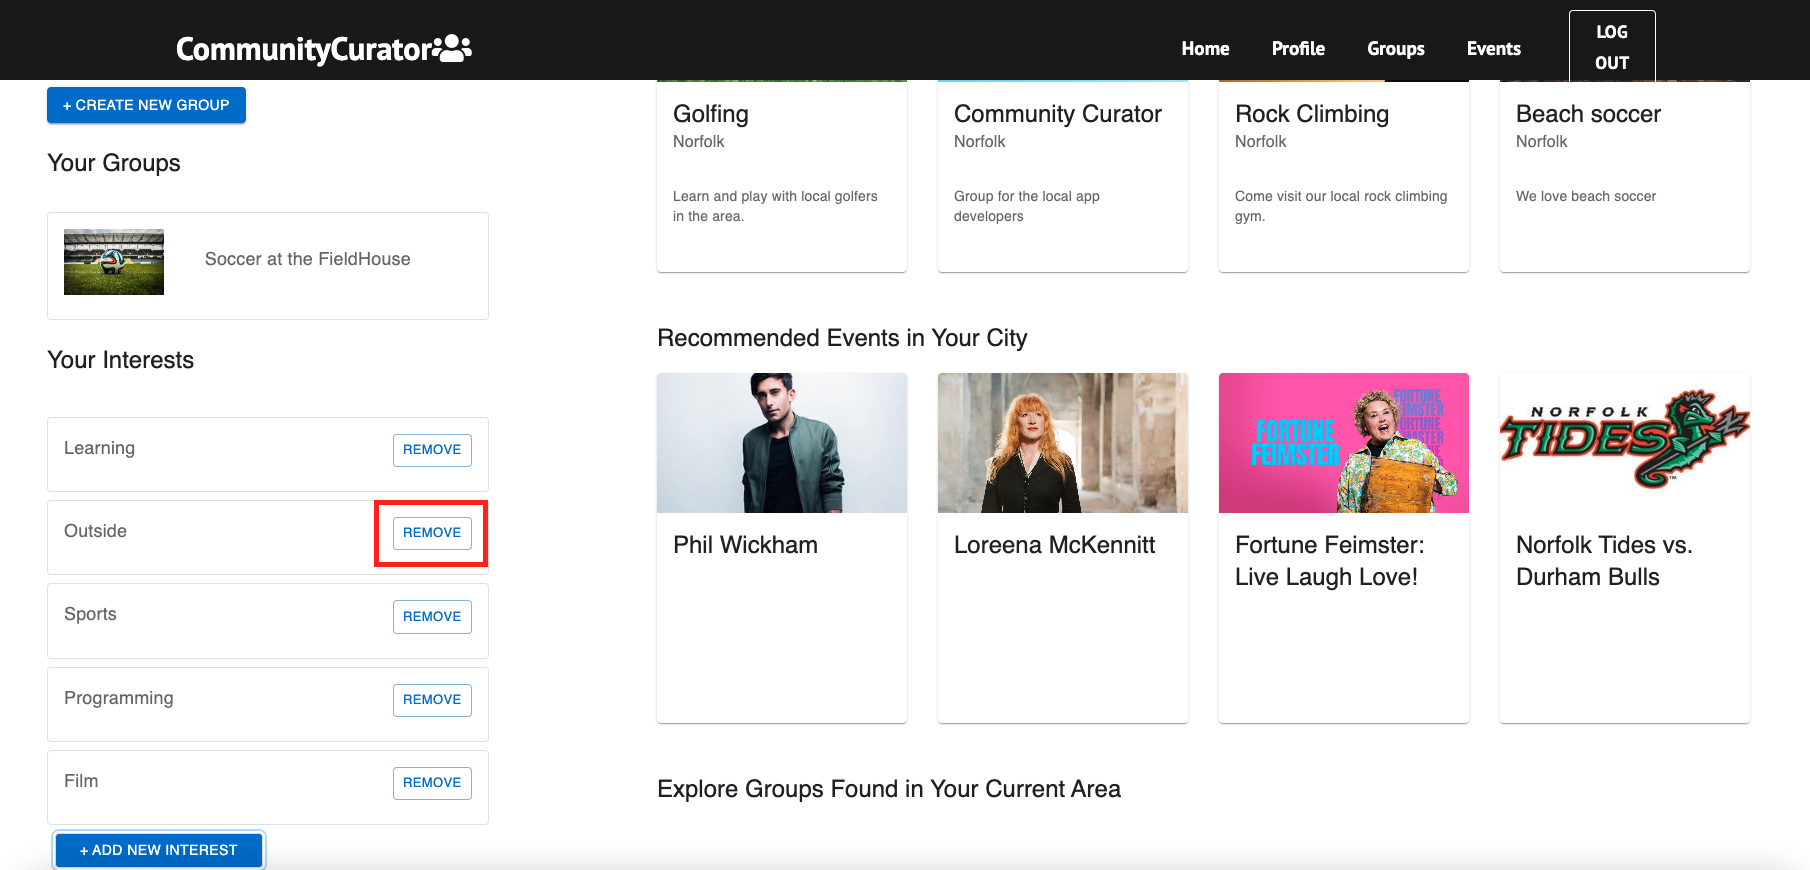 CommunityCurator
Home
Profile
Groups
Events
LOG
OUT
+ CREATE NEW GROUP
Your Groups
Soccer at the FieldHouse
Your Interests
Learning
REMOVE
Outside
REMOVE
Sports
REMOVE
Programming
REMOVE
Film
REMOVE
+ ADD NEW INTEREST
Golfing
Norfolk
Learn and play with local golfers
in the area.
Community Curator
Norfolk
Group for the local app
developers
Rock Climbing
Norfolk
Come visit our local rock climbing
gym.
Beach soccer
Norfolk
We love beach soccer
Recommended Events in Your City
Phil Wickham
Loreena McKennitt
FORTUNE
FEIMSTER
FORTUNE
FEIMSTER
FORTUNE
FEIMSTER
Fortune Feimster:
Live Laugh Love!
NORFOLK
TIDES
Norfolk Tides vs.
Durham Bulls
Explore Groups Found in Your Current Area